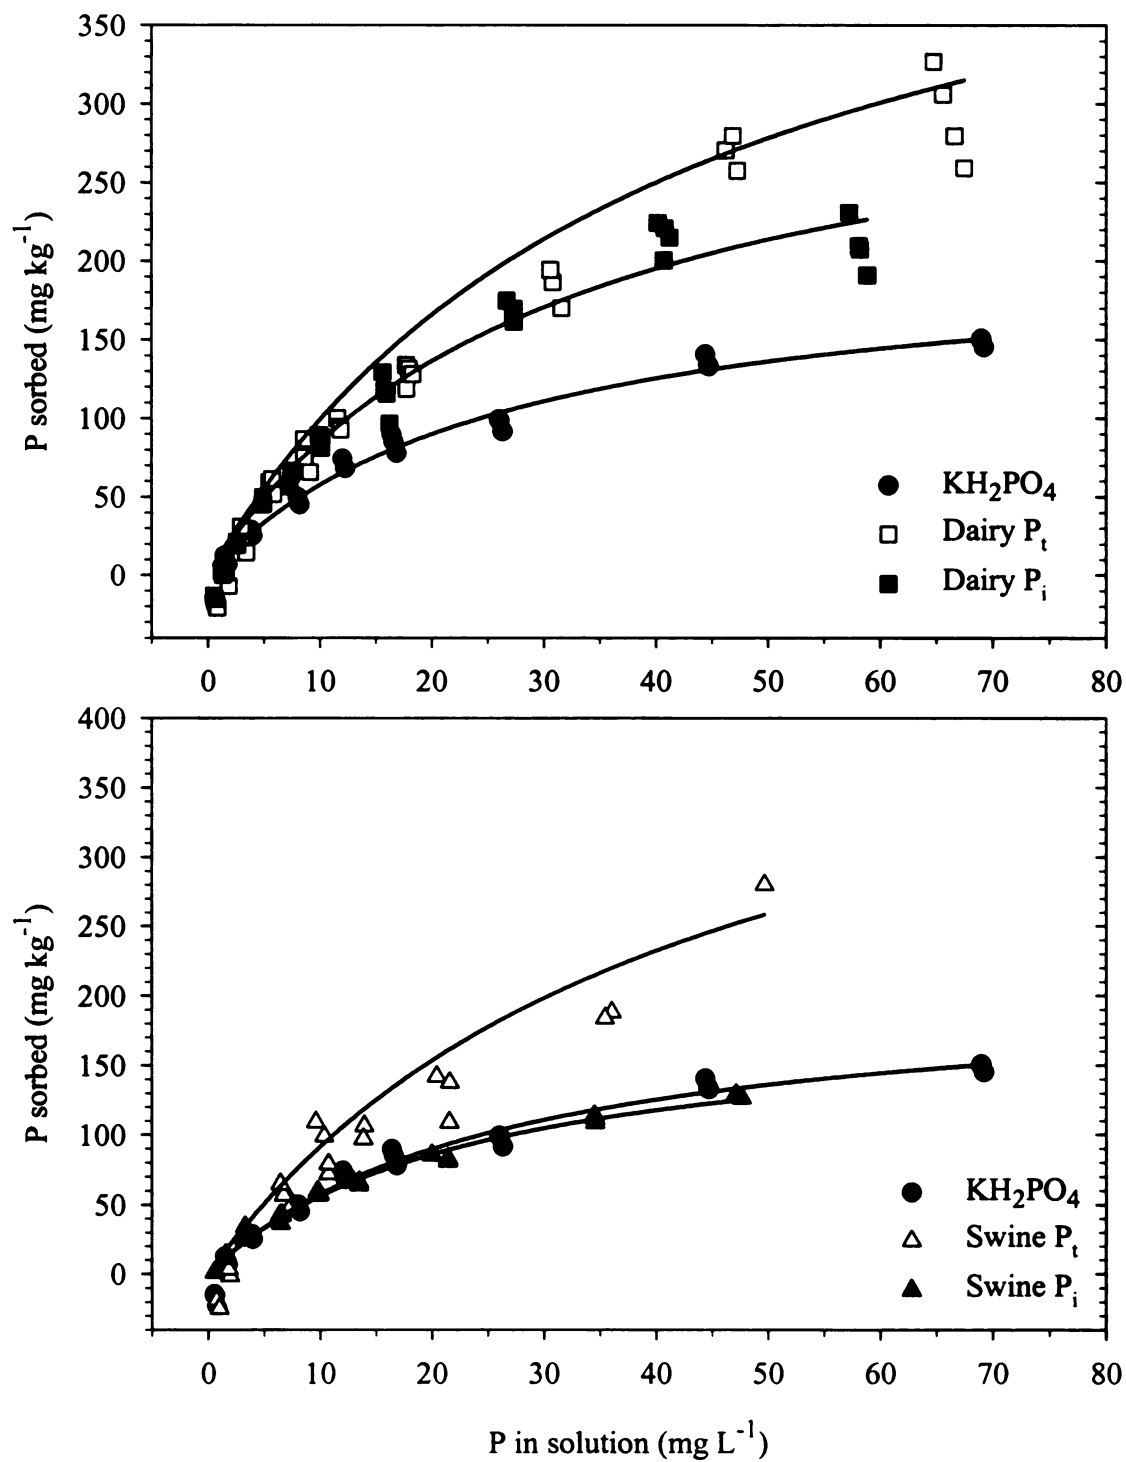 350
300
250
200
150
100
50
0
P sorbed (mg kg⁻¹)
KH₂PO₄
Dairy Pₜ
Dairy Pᵢ
0 10 20 30 40 50 60 70 80
400
350
300
250
200
150
100
50
0
P sorbed (mg kg⁻¹)
KH₂PO₄
Swine Pₜ
Swine Pᵢ
0 10 20 30 40 50 60 70 80
P in solution (mg L⁻¹)